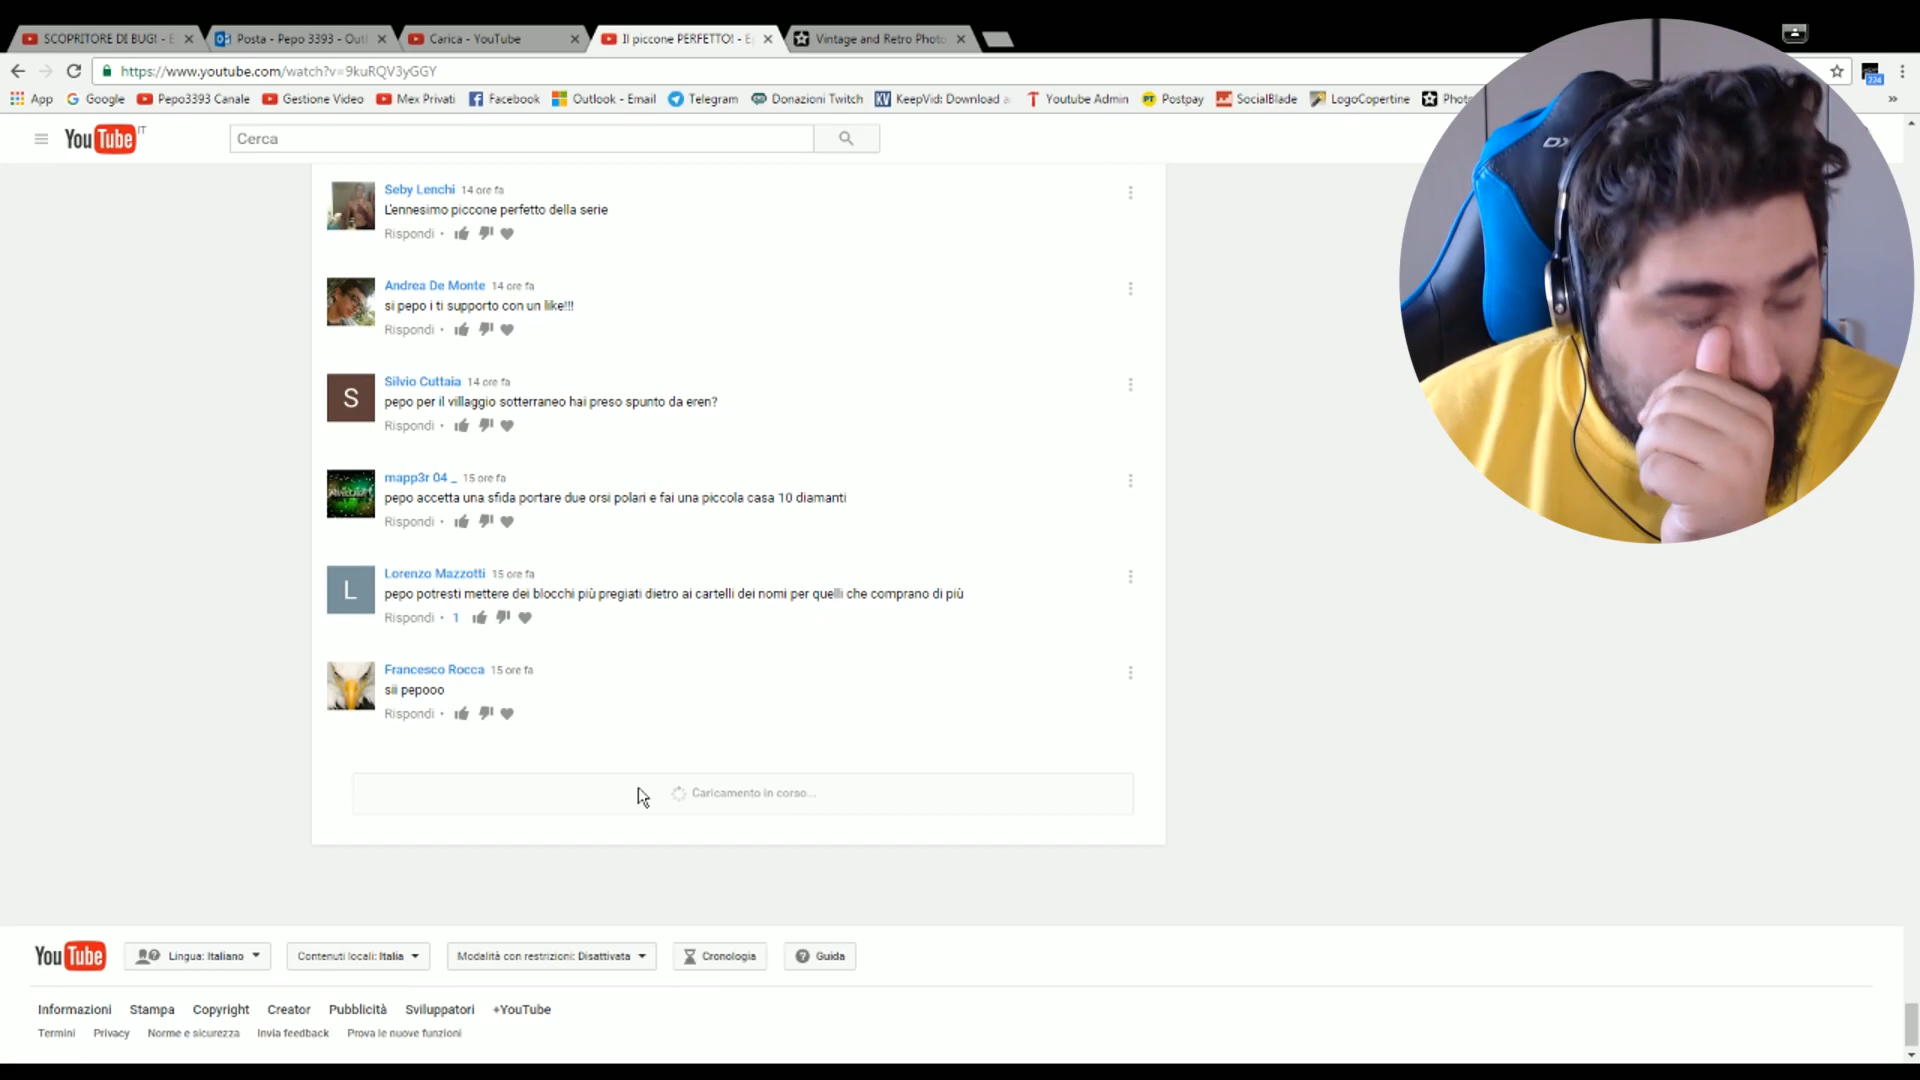 SCOPRITORE DI BUG! - E
Posta - Pepo 3393 - Outl
Carica - YouTube
Il piccone PERFETTO! - E
Vintage and Retro Photo
https://www.youtube.com/watch?v=9kuRQV3yGGY
224
App
Google
Pepo3393 Canale
Gestione Video
Mex Privati
Facebook
Outlook - Email
Telegram
Donazioni Twitch
KeepVid: Download
Youtube Admin
Postpay
SocialBlade
LogoCopertine
Photo
YouTube IT
Cerca
Seby Lenchi 14 ore fa
L'ennesimo piccone perfetto della serie
Rispondi •
Andrea De Monte 14 ore fa
si pepo i ti supporto con un like!!!
Rispondi •
S
Silvio Cuttaia 14 ore fa
pepo per il villaggio sotterraneo hai preso spunto da eren?
Rispondi •
mapp3r 04 _ 15 ore fa
pepo accetta una sfida portare due orsi polari e fai una piccola casa 10 diamanti
Rispondi •
L
Lorenzo Mazzotti 15 ore fa
pepo potresti mettere dei blocchi più pregiati dietro ai cartelli dei nomi per quelli che comprano di più
Rispondi • 1
Francesco Rocca 15 ore fa
sii pepooo
Rispondi •
Caricamento in corso...
YouTube
Lingua: Italiano
Contenuti locali: Italia
Modalità con restrizioni: Disattivata
Cronologia
Guida
Informazioni Stampa Copyright Creator Pubblicità Sviluppatori +YouTube
Termini Privacy Norme e sicurezza Invia feedback Prova le nuove funzioni